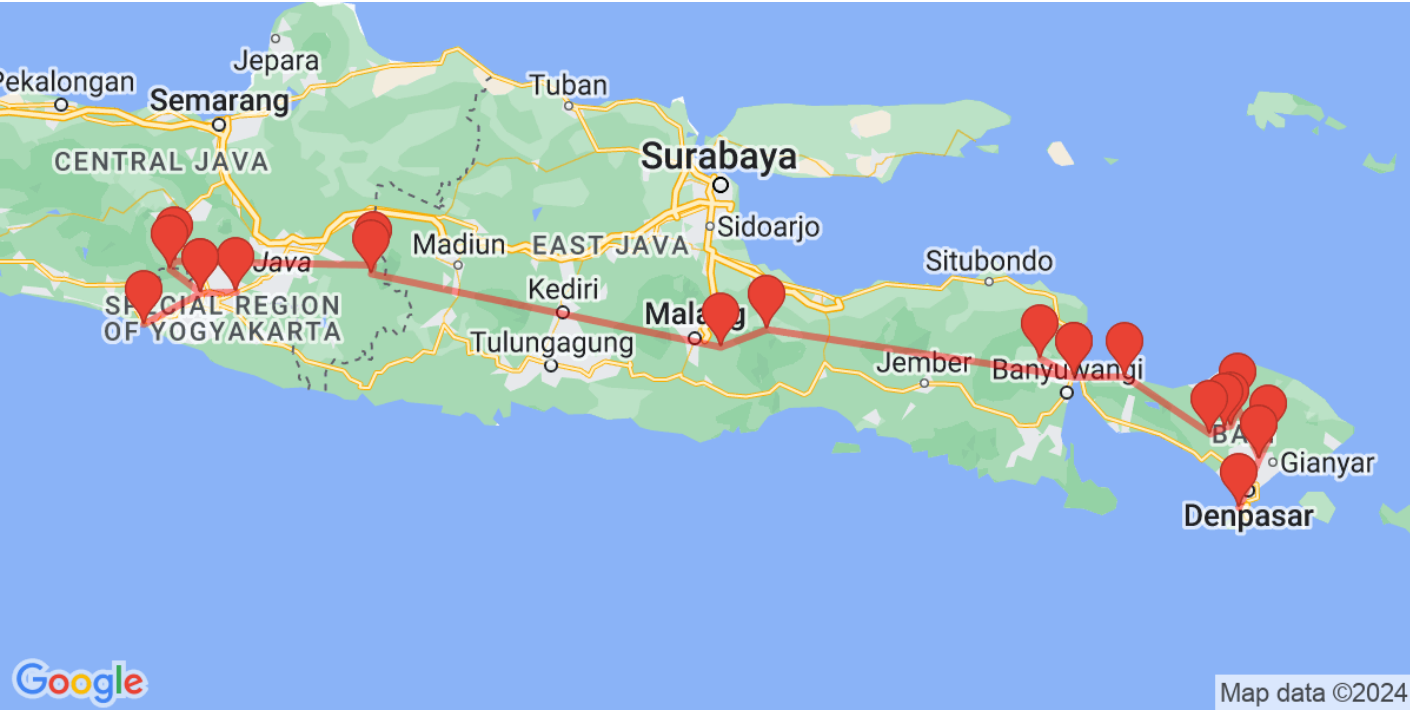 Jepara
Pekalongan
Semarang
Tuban
CENTRAL JAVA
Surabaya
Sidoarjo
Madiun
EAST JAVA
Java
Situbondo
Kediri
SPECIAL REGION
OF YOGYAKARTA
Malang
Tulungagung
Jember
Banyuwangi
BALI
Gianyar
Denpasar
Google
Map data ©2024